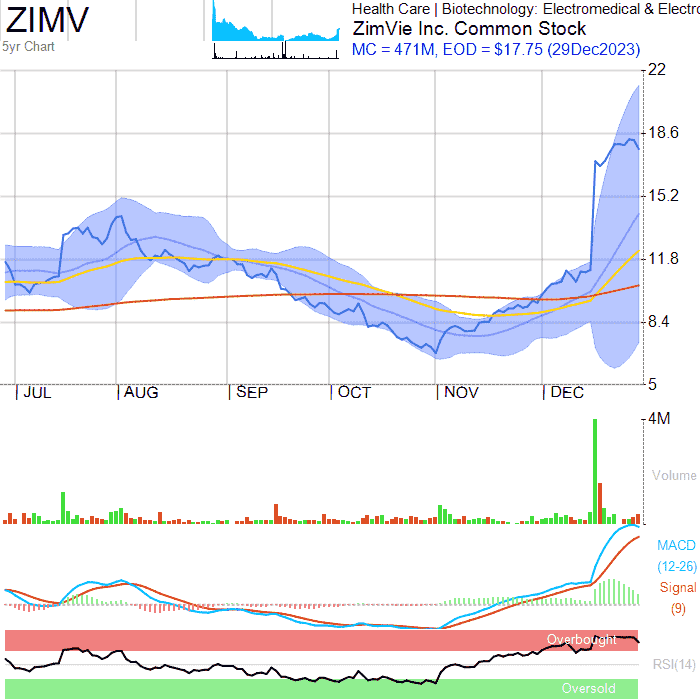 ZIMV
5yr Chart
Health Care | Biotechnology: Electromedical & Electro
ZimVie Inc. Common Stock
MC = 471M, EOD = $17.75 (29Dec2023)
22
18.6
15.2
11.8
8.4
5
JUL AUG SEP OCT NOV DEC
4M
Volume
MACD
(12-26)
Signal
(9)
Overbought
RSI(14)
Oversold